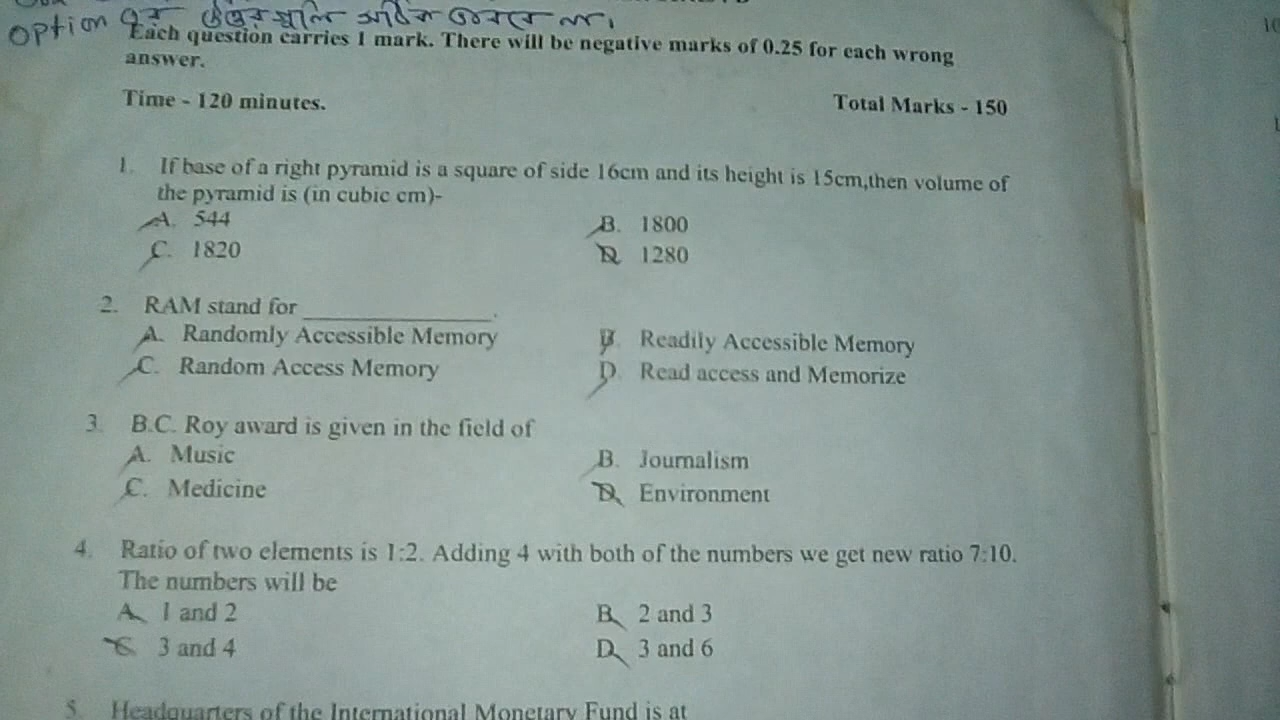 option এর উত্তর গুলি সঠিক
Each question carries 1 mark. There will be negative marks of 0.25 for each wrong
answer.
Time - 120 minutes.
Total Marks - 150
1. If base of a right pyramid is a square of side 16cm and its height is 15cm,then volume of
the pyramid is (in cubic cm)-
A. 544
B. 1800
C. 1820
D. 1280
2. RAM stand for ________________.
A. Randomly Accessible Memory
B. Readily Accessible Memory
C. Random Access Memory
D. Read access and Memorize
3. B.C. Roy award is given in the field of
A. Music
B. Journalism
C. Medicine
D. Environment
4. Ratio of two elements is 1:2. Adding 4 with both of the numbers we get new ratio 7:10.
The numbers will be
A. 1 and 2
B. 2 and 3
C. 3 and 4
D. 3 and 6
5. Headquarters of the International Monetary Fund is at